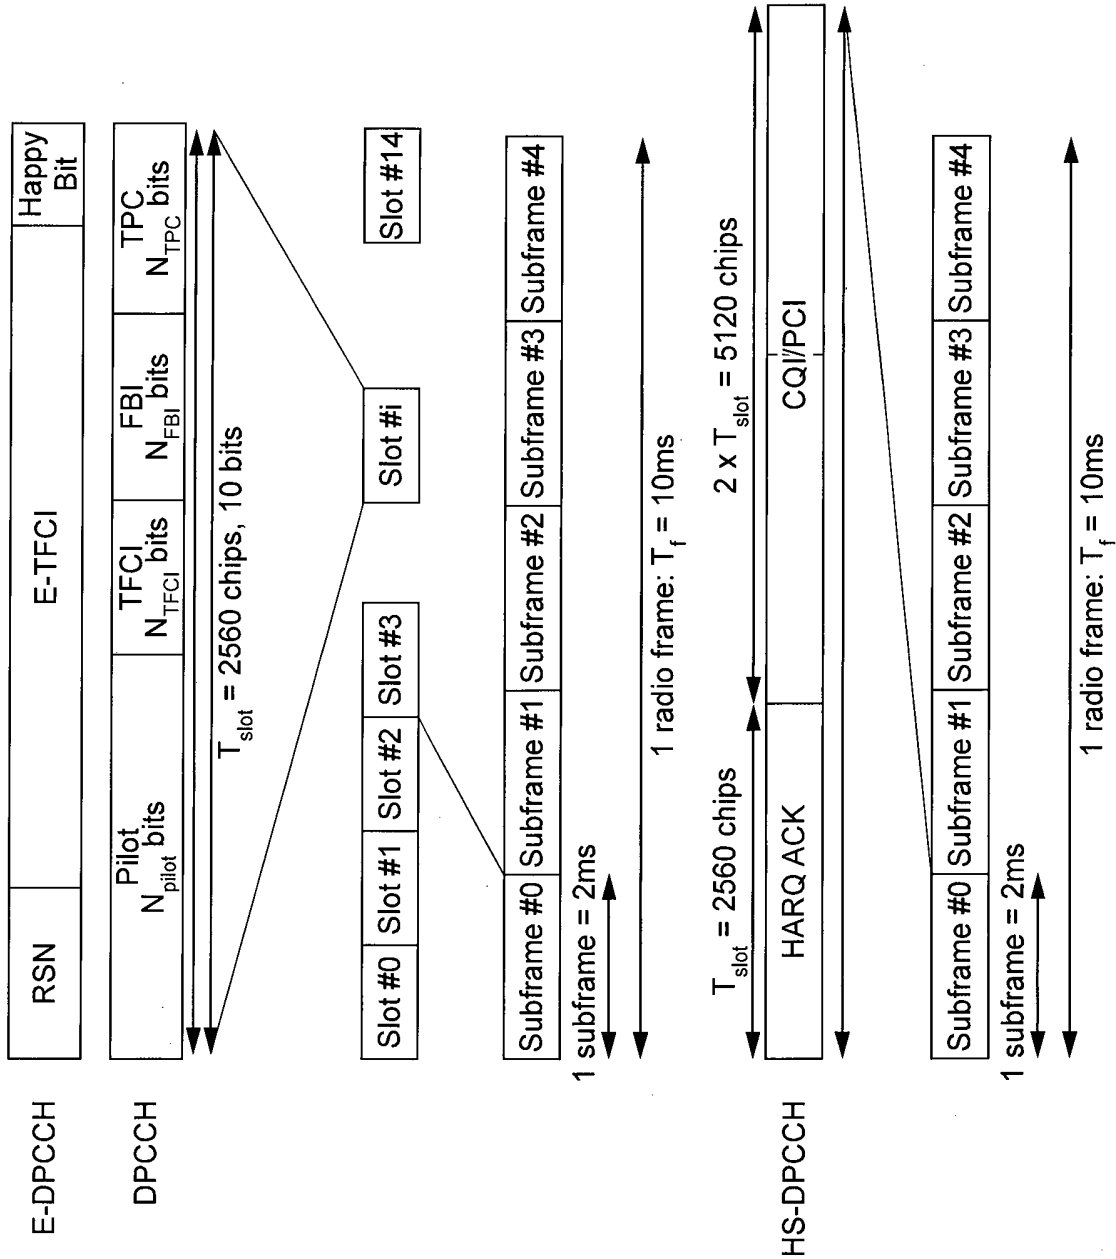 E-DPCCH
RSN
E-TFCI
Happy
Bit
DPCCH
Pilot
N_pilot bits
TFCI
N_TFCI bits
FBI
N_FBI bits
TPC
N_TPC bits
T_slot = 2560 chips, 10 bits
Slot #0
Slot #1
Slot #2
Slot #3
Slot #i
Slot #14
Subframe #0
Subframe #1
Subframe #2
Subframe #3
Subframe #4
1 subframe = 2ms
1 radio frame: T_f = 10ms
T_slot = 2560 chips
2 x T_slot = 5120 chips
HS-DPCCH
HARQ ACK
CQI/PCI
Subframe #0
Subframe #1
Subframe #2
Subframe #3
Subframe #4
1 subframe = 2ms
1 radio frame: T_f = 10ms